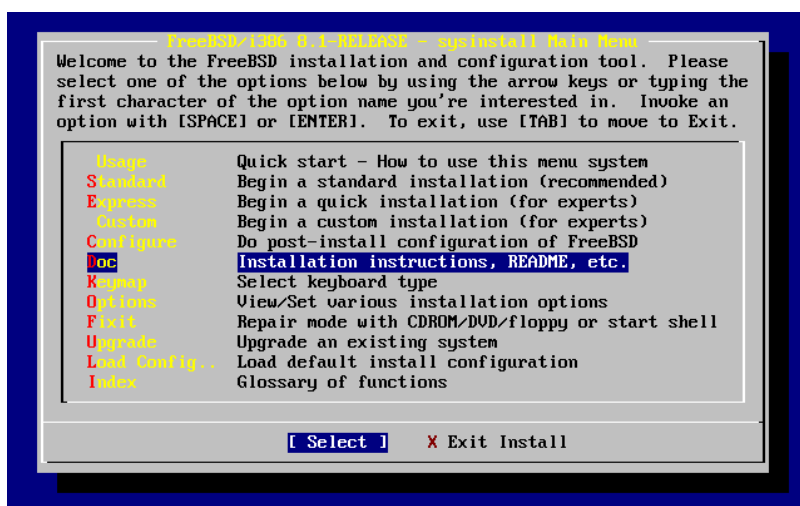 FreeBSD/i386 8.1-RELEASE - sysinstall Main Menu
Welcome to the FreeBSD installation and configuration tool.  Please
select one of the options below by using the arrow keys or typing the
first character of the option name you're interested in.  Invoke an
option with [SPACE] or [ENTER].  To exit, use [TAB] to move to Exit.
Usage Quick start - How to use this menu system
Standard Begin a standard installation (recommended)
Express Begin a quick installation (for experts)
Custom Begin a custom installation (for experts)
Configure Do post-install configuration of FreeBSD
Doc Installation instructions, README, etc.
Keymap Select keyboard type
Options View/Set various installation options
Fixit Repair mode with CDROM/DVD/floppy or start shell
Upgrade Upgrade an existing system
Load Config.. Load default install configuration
Index Glossary of functions
[ Select ] X Exit Install